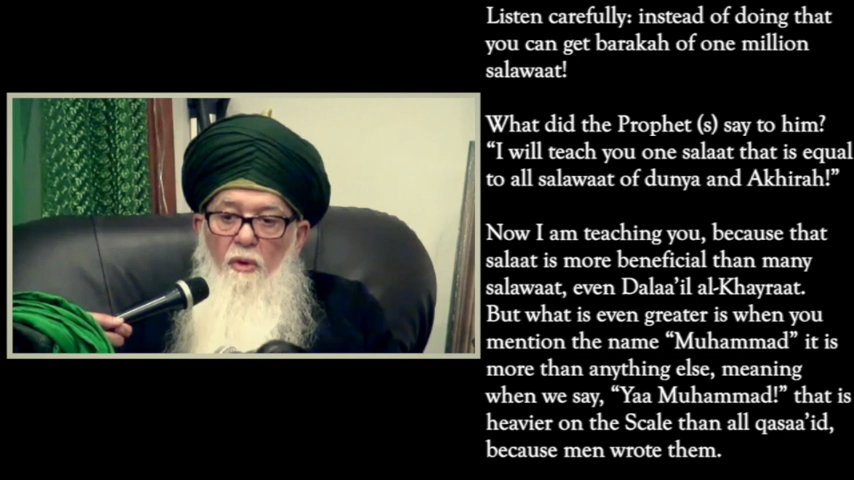 Listen carefully: instead of doing that
you can get barakah of one million
salawaat!
What did the Prophet (s) say to him?
“I will teach you one salaat that is equal
to all salawaat of dunya and Akhirah!”
Now I am teaching you, because that
salaat is more beneficial than many
salawaat, even Dalaa’il al-Khayraat.
But what is even greater is when you
mention the name “Muhammad” it is
more than anything else, meaning
when we say, “Yaa Muhammad!” that is
heavier on the Scale than all qasaa’id,
because men wrote them.